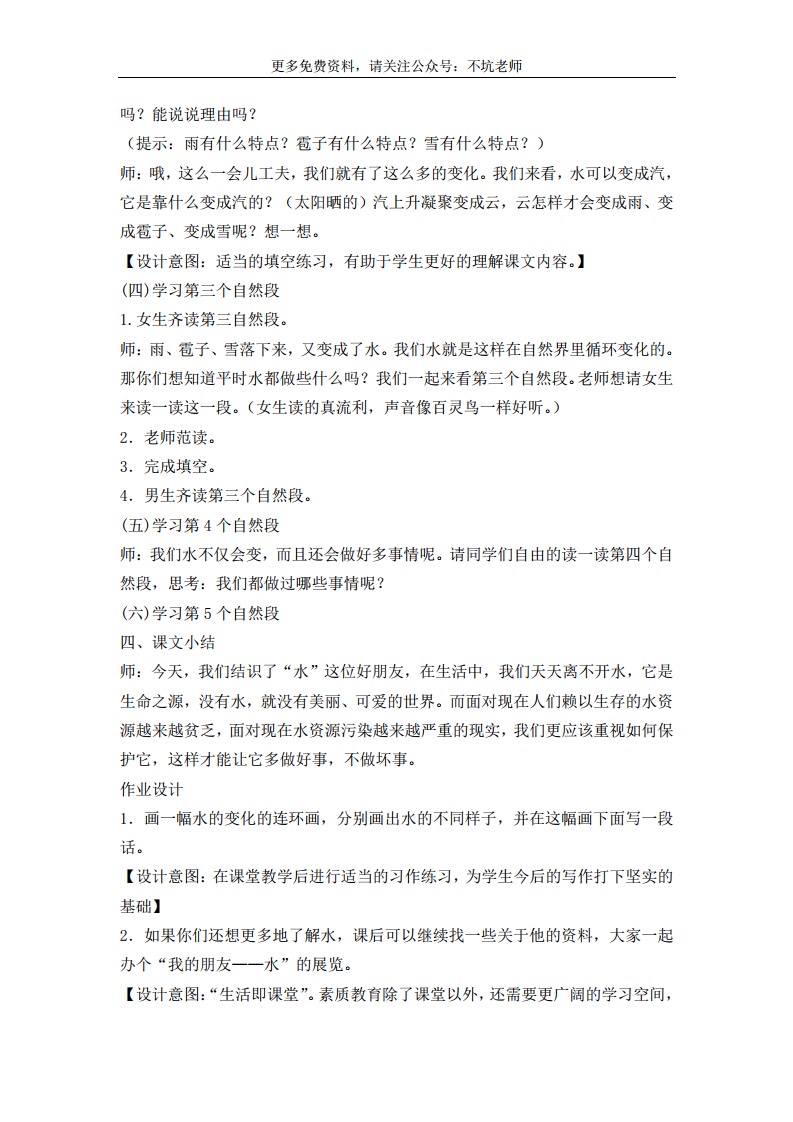 更多免费资料，请关注公众号：不坑老师
吗？能说说理由吗？
（提示：雨有什么特点？雹子有什么特点？雪有什么特点？）
师：哦，这么一会儿工夫，我们就有了这么多的变化。我们来看，水可以变成汽，
它是靠什么变成汽的？（太阳晒的）汽上升凝聚变成云，云怎样才会变成雨、变
成雹子、变成雪呢？想一想。
【设计意图：适当的填空练习，有助于学生更好的理解课文内容。】
(四)学习第三个自然段
1.女生齐读第三自然段。
师：雨、雹子、雪落下来，又变成了水。我们水就是这样在自然界里循环变化的。
那你们想知道平时水都做些什么吗？我们一起来看第三个自然段。老师想请女生
来读一读这一段。（女生读的真流利，声音像百灵鸟一样好听。）
2．老师范读。
3．完成填空。
4．男生齐读第三个自然段。
(五)学习第 4 个自然段
师：我们水不仅会变，而且还会做好多事情呢。请同学们自由的读一读第四个自
然段，思考：我们都做过哪些事情呢？
(六)学习第 5 个自然段
四、课文小结
师：今天，我们结识了“水”这位好朋友，在生活中，我们天天离不开水，它是
生命之源，没有水，就没有美丽、可爱的世界。而面对现在人们赖以生存的水资
源越来越贫乏，面对现在水资源污染越来越严重的现实，我们更应该重视如何保
护它，这样才能让它多做好事，不做坏事。
作业设计
1．画一幅水的变化的连环画，分别画出水的不同样子，并在这幅画下面写一段
话。
【设计意图：在课堂教学后进行适当的习作练习，为学生今后的写作打下坚实的
基础】
2．如果你们还想更多地了解水，课后可以继续找一些关于他的资料，大家一起
办个“我的朋友——水”的展览。
【设计意图：“生活即课堂”。素质教育除了课堂以外，还需要更广阔的学习空间，